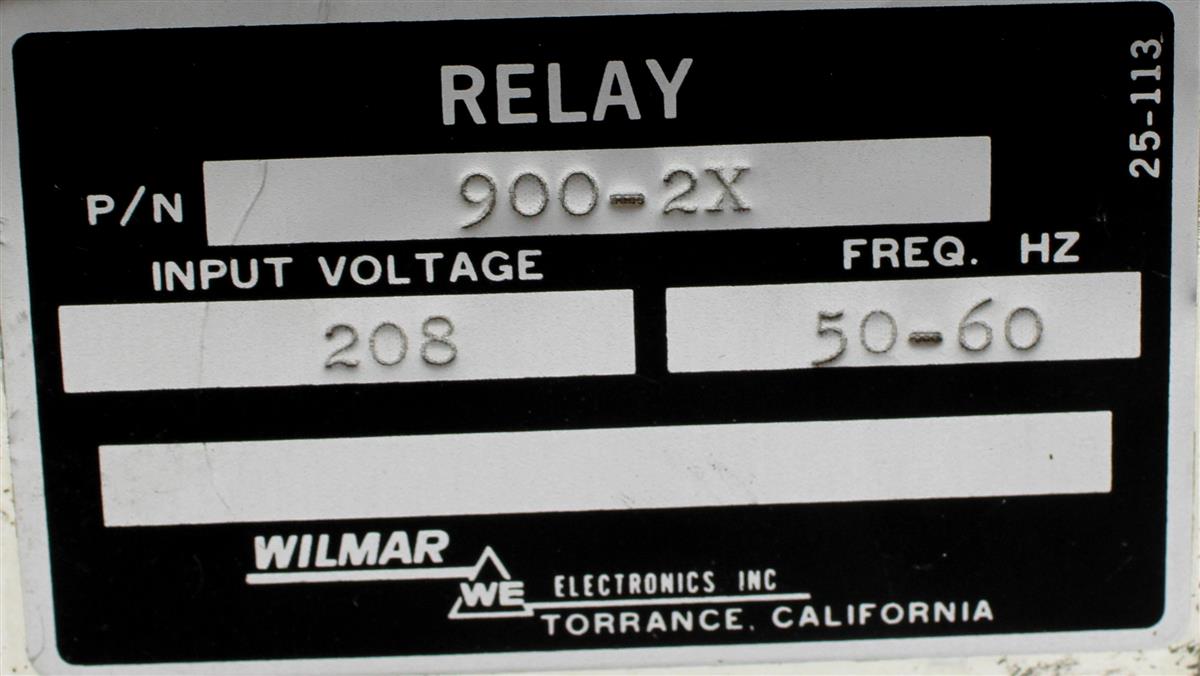 RELAY
25-113
P/N 900-2X
INPUT VOLTAGE FREQ. HZ
208 50-60
WILMAR
WE ELECTRONICS INC
TORRANCE, CALIFORNIA